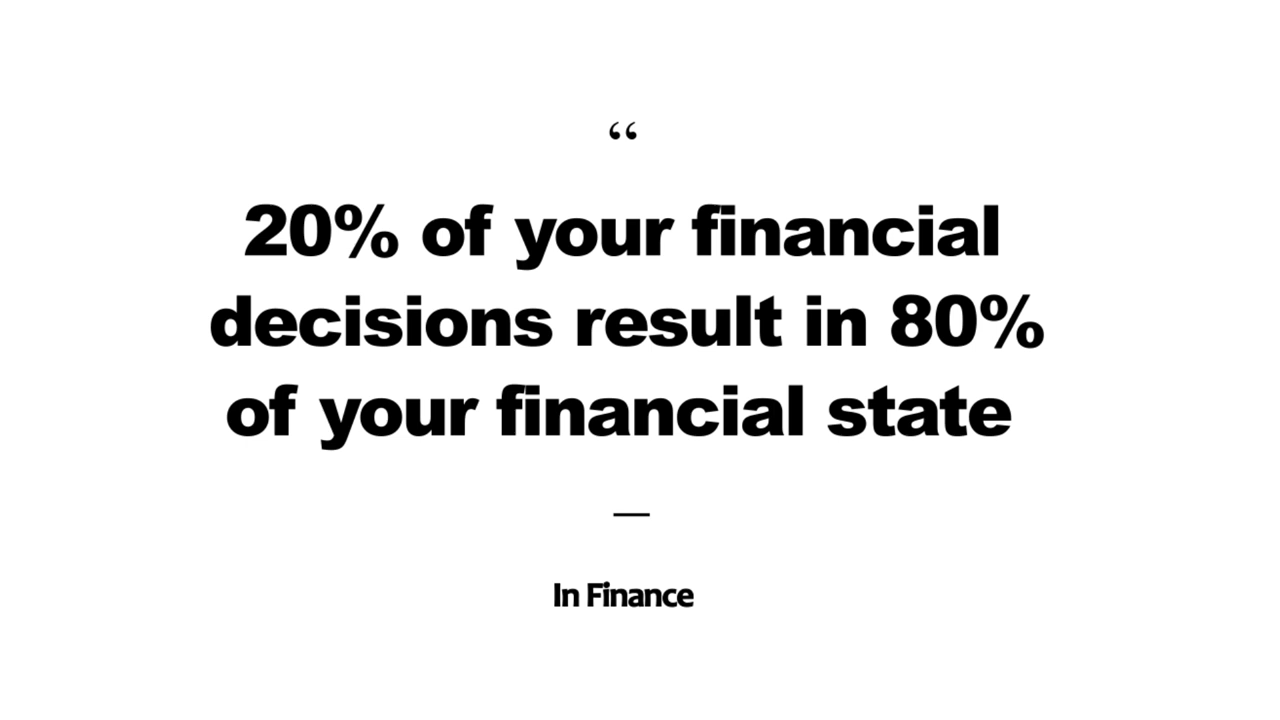 “
20% of your financial
decisions result in 80%
of your financial state
—
In Finance